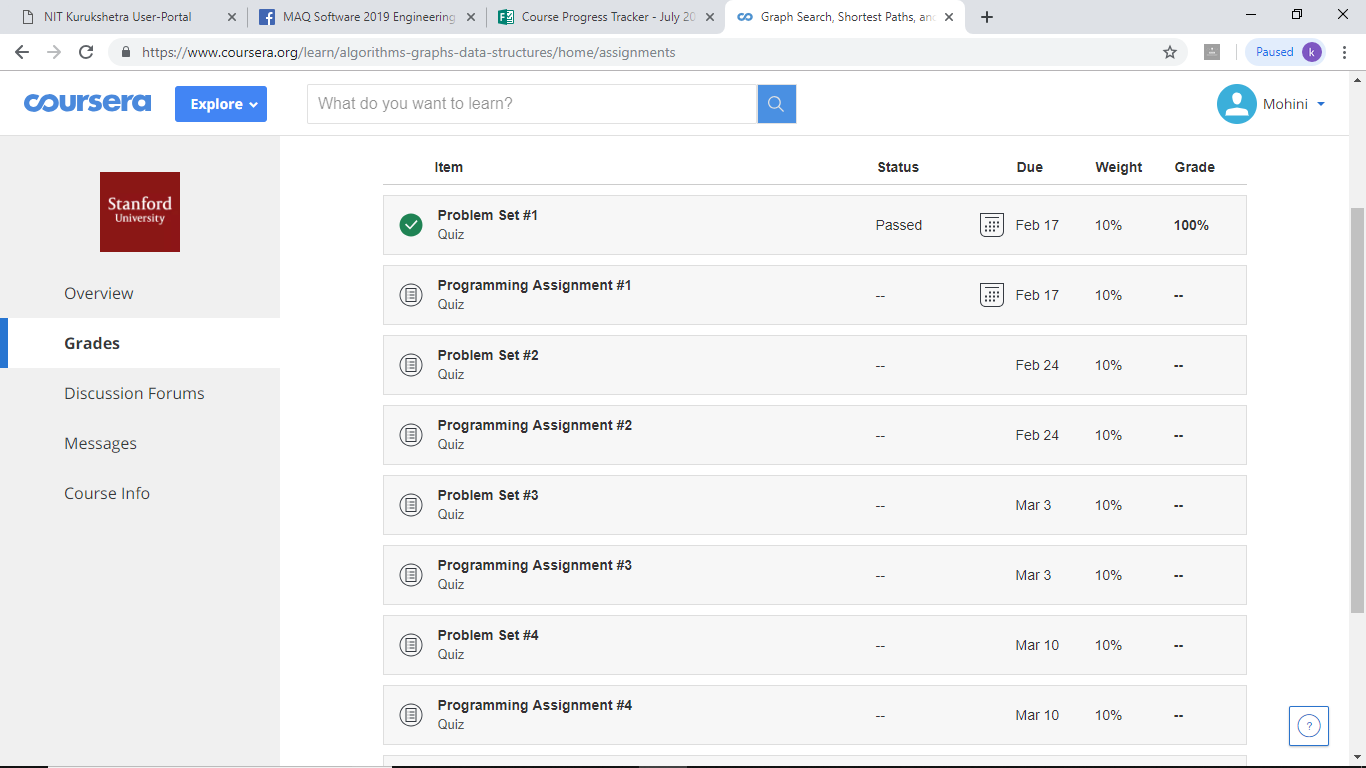 NIT Kurukshetra User-Portal
MAQ Software 2019 Engineering
Course Progress Tracker - July 20
Graph Search, Shortest Paths, and
https://www.coursera.org/learn/algorithms-graphs-data-structures/home/assignments
Paused k
coursera
Explore
What do you want to learn?
Mohini
Stanford
University
Overview
Grades
Discussion Forums
Messages
Course Info
Item Status Due Weight Grade
Problem Set #1
Quiz
Passed Feb 17 10% 100%
Programming Assignment #1
Quiz
-- Feb 17 10% --
Problem Set #2
Quiz
-- Feb 24 10% --
Programming Assignment #2
Quiz
-- Feb 24 10% --
Problem Set #3
Quiz
-- Mar 3 10% --
Programming Assignment #3
Quiz
-- Mar 3 10% --
Problem Set #4
Quiz
-- Mar 10 10% --
Programming Assignment #4
Quiz
-- Mar 10 10% --
?